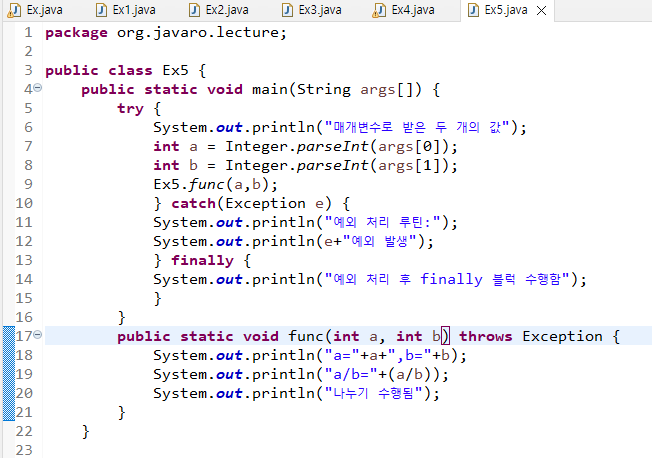 Ex.java Ex1.java Ex2.java Ex3.java Ex4.java Ex5.java
1 package org.javaro.lecture;
2
3 public class Ex5 {
4 public static void main(String args[]) {
5 try {
6 System.out.println("매개변수로 받은 두 개의 값");
7 int a = Integer.parseInt(args[0]);
8 int b = Integer.parseInt(args[1]);
9 Ex5.func(a,b);
10 } catch(Exception e) {
11 System.out.println("예외 처리 루틴:");
12 System.out.println(e+"예외 발생");
13 } finally {
14 System.out.println("예외 처리 후 finally 블럭 수행함");
15 }
16 }
17 public static void func(int a, int b) throws Exception {
18 System.out.println("a="+a+",b="+b);
19 System.out.println("a/b="+(a/b));
20 System.out.println("나누기 수행됨");
21 }
22 }
23